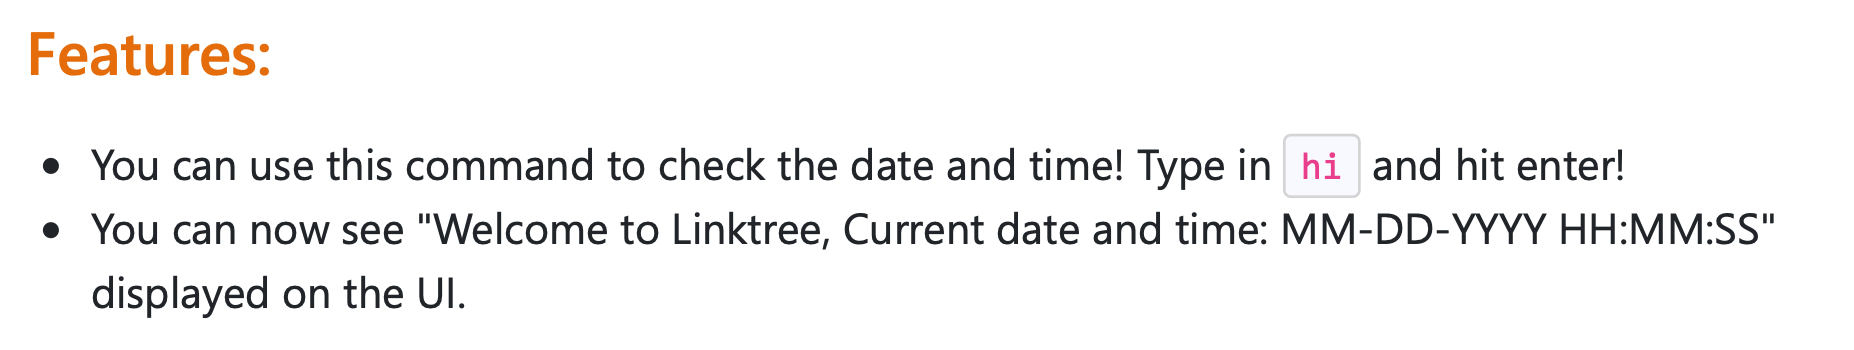 Features:
• You can use this command to check the date and time! Type in hi and hit enter!
• You can now see "Welcome to Linktree, Current date and time: MM-DD-YYYY HH:MM:SS"
displayed on the UI.